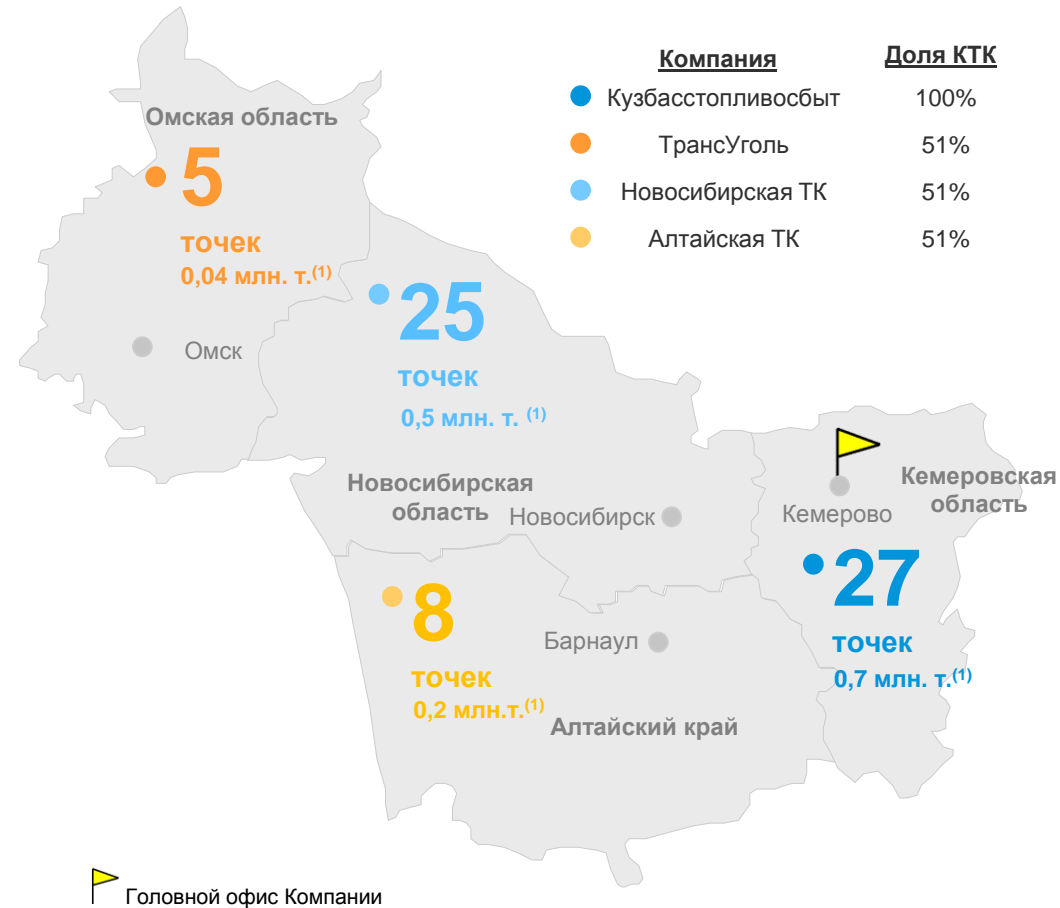 Компания Доля КТК
Кузбасстопливосбыт 100%
ТрансУголь 51%
Новосибирская ТК 51%
Алтайская ТК 51%
Омская область
5
точек
0,04 млн. т.(1)
Омск
25
точек
0,5 млн. т. (1)
Новосибирская
область
Новосибирск
Кемеровская
область
Кемерово
27
точек
0,7 млн. т.(1)
8
точек
0,2 млн.т.(1)
Барнаул
Алтайский край
Головной офис Компании